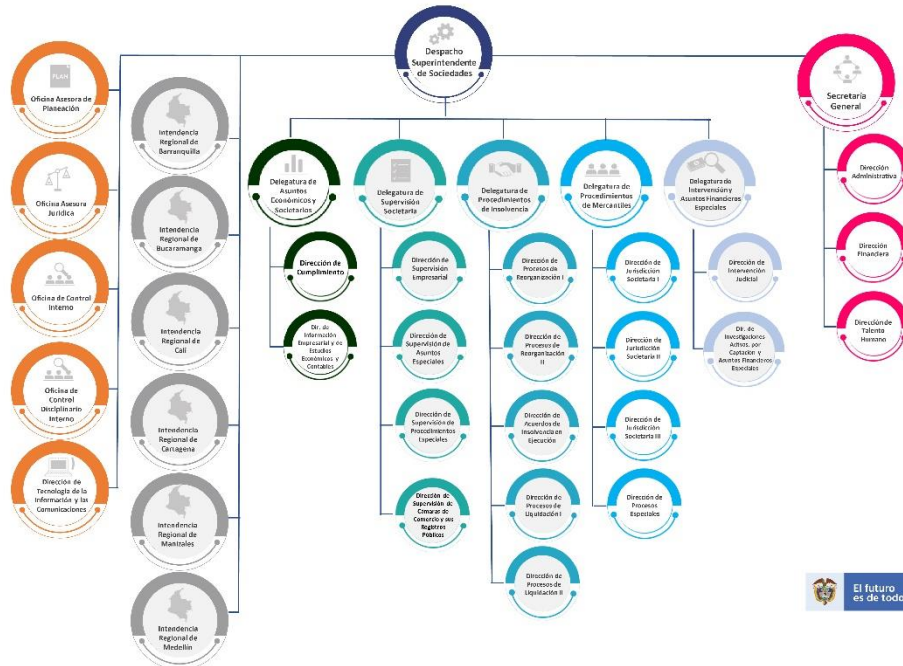 Despacho
Superintendente
de Sociedades
PLAN
Oficina Asesora de
Planeación
Oficina Asesora
Jurídica
Oficina de Control
Interno
Oficina de
Control
Disciplinario
Interno
Dirección de
Tecnología de la
Información y las
Comunicaciones
Intendencia
Regional de
Barranquilla
Intendencia
Regional de
Bucaramanga
Intendencia
Regional de
Cali
Intendencia
Regional de
Cartagena
Intendencia
Regional de
Manizales
Intendencia
Regional de
Medellín
Delegatura de
Asuntos
Económicos y
Societarios
Dirección de
Cumplimiento
Dir. de
Información
Empresarial y de
Estudios
Económicos y
Contables
Delegatura de
Supervisión
Societaria
Dirección de
Supervisión
Empresarial
Dirección de
Supervisión de
Asuntos
Especiales
Dirección de
Supervisión de
Procedimientos
Especiales
Dirección de
Supervisión de
Cámaras de
Comercio y sus
Registros
Públicos
Delegatura de
Procedimientos
de Insolvencia
Dirección de
Procesos de
Reorganización I
Dirección de
Procesos de
Reorganización
II
Dirección de
Acuerdos de
Insolvencia en
Ejecución
Dirección de
Procesos de
Liquidación I
Dirección de
Procesos de
Liquidación II
Delegatura de
Procedimientos
de Mercantiles
Dirección de
Jurisdicción
Societaria I
Dirección de
Jurisdicción
Societaria II
Dirección de
Jurisdicción
Societaria III
Dirección de
Procesos
Especiales
Delegatura de
Intervención y
Asuntos Financieros
Especiales
Dirección de
Intervención
Judicial
Dir. de
Investigaciones
Admvas. por
Captación y
Asuntos Financieros
Especiales
Secretaría
General
Dirección
Administrativa
Dirección
Financiera
Dirección de
Talento
Humano
El futuro
es de todo